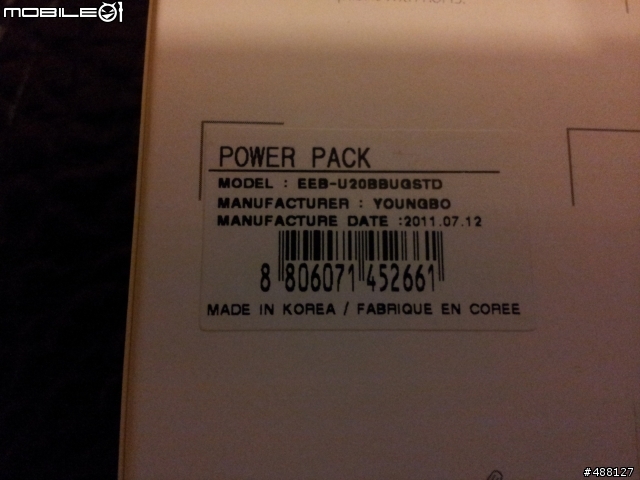 MOBILE01
POWER PACK
MODEL : EEB-U20BBUGSTD
MANUFACTURER : YOUNGBO
MANUFACTURE DATE :2011.07.12
8 806071 452661
MADE IN KOREA / FABRIQUE EN COREE
#488127